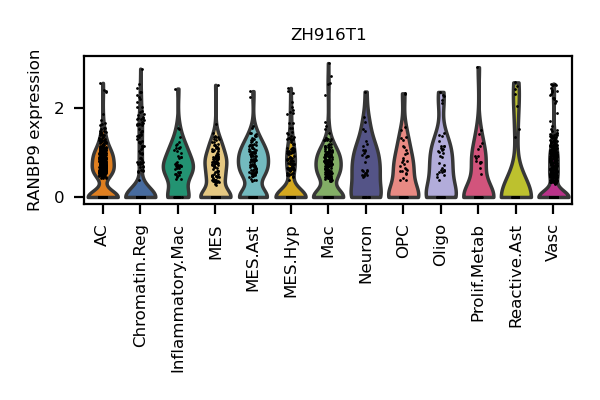 ZH916T1
RANBP9 expression
2
0
AC
Chromatin.Reg
Inflammatory.Mac
MES
MES.Ast
MES.Hyp
Mac
Neuron
OPC
Oligo
Prolif.Metab
Reactive.Ast
Vasc